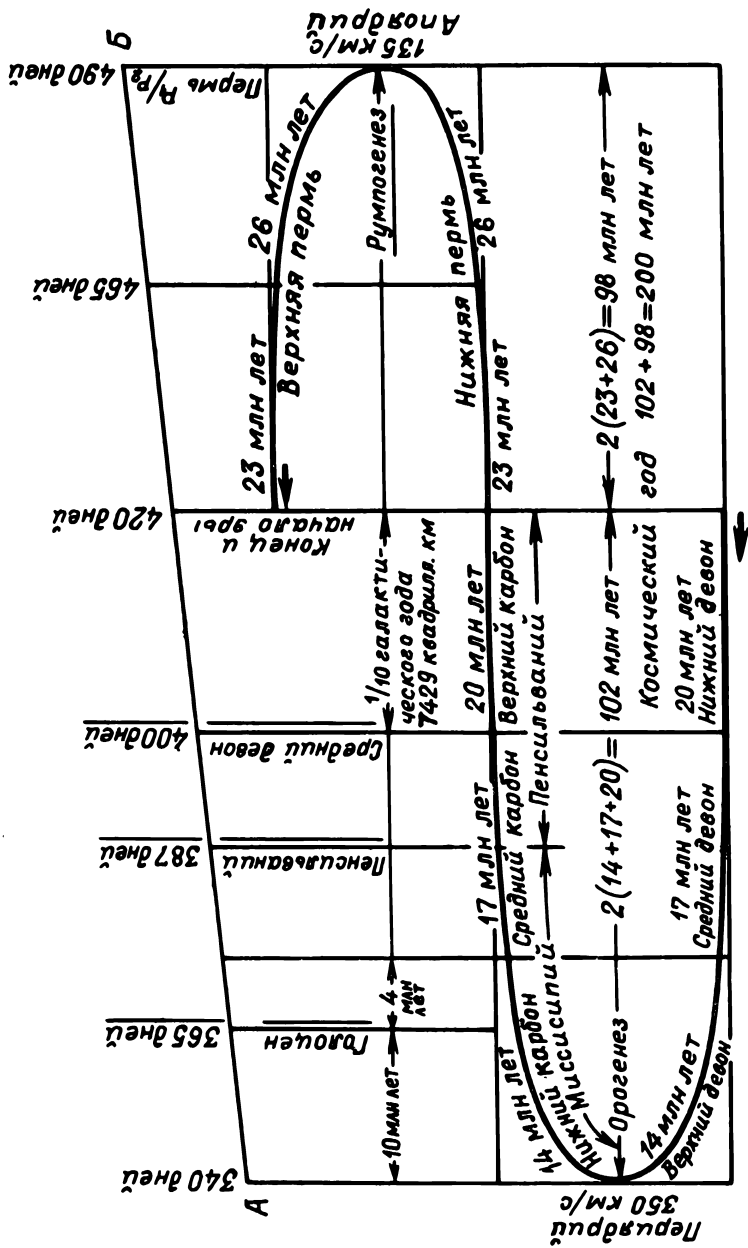 Б
490 дней
Пермь P₁/P₂
465 дней
420 дней
Конец и
начало эры
400 дней
Средний девон
387 дней
Пенсильваний
365 дней
Голоцен
340 дней
А
Апоядрий
135 км/с
Периядрий
350 км/с
23 млн лет
26 млн лет
Верхняя пермь
Румпогенез
Нижняя пермь
23 млн лет
26 млн лет
1/10 галакти-
ческого года
7429 квадрилл. км
10 млн лет
4
млн
лет
14 млн лет
17 млн лет
20 млн лет
Нижний карбон
Средний карбон
Верхний карбон
Миссисипий
Пенсильваний
Орогенез
2(14+17+20)=102 млн лет
2(23+26)=98 млн лет
Космический год 102+98=200 млн лет
14 млн лет
Верхний девон
17 млн лет
Средний девон
20 млн лет
Нижний девон